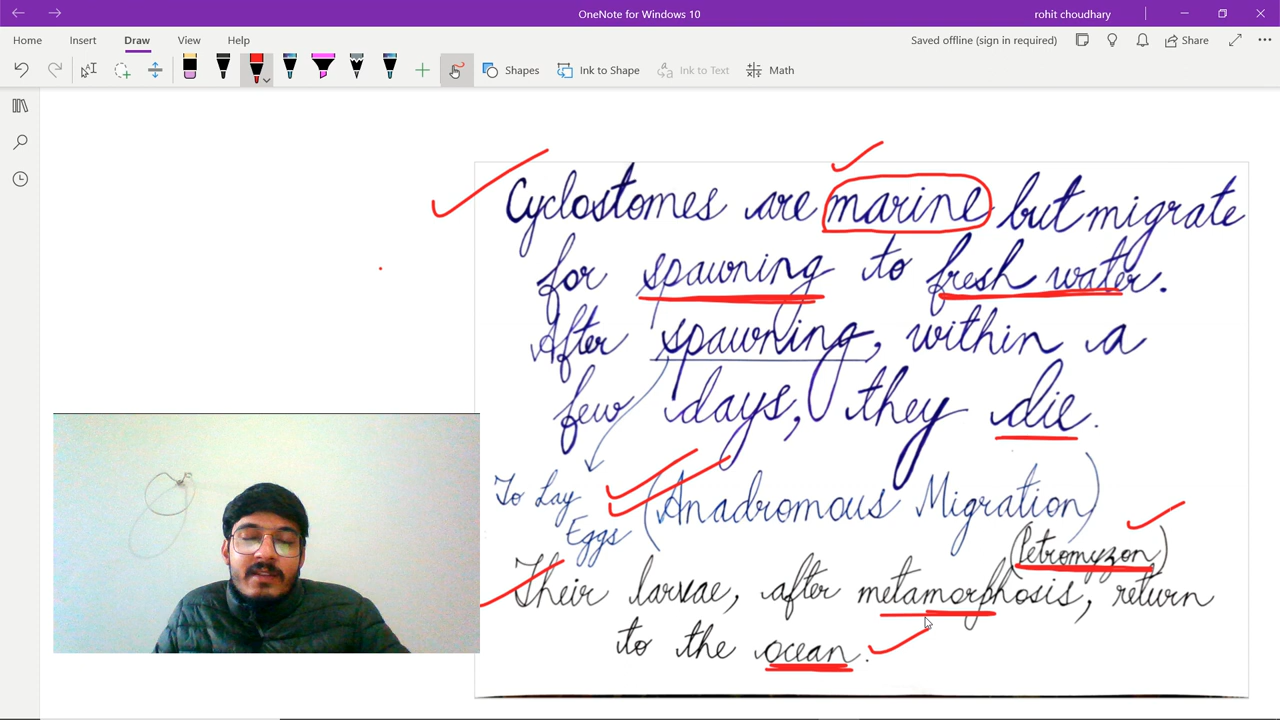 OneNote for Windows 10
rohit choudhary
Home Insert Draw View Help
Saved offline (sign in required)
Share
Shapes
Ink to Shape
Ink to Text
Math
Cyclostomes are marine but migrate
for spawning to fresh water.
After spawning, within a
few days, they die.
To Lay
Eggs
(Anadromous Migration)
(Petromyzon)
Their larvae, after metamorphosis, return
to the ocean.